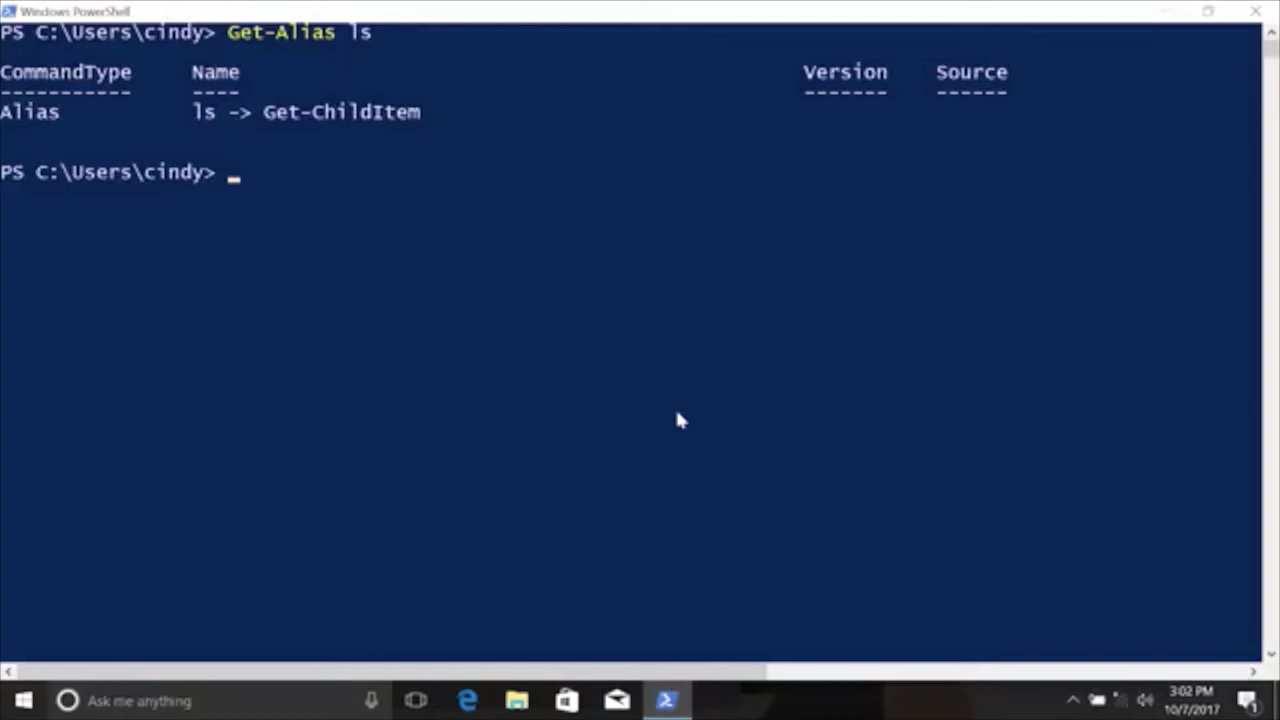 Windows PowerShell
PS C:\Users\cindy> Get-Alias ls
CommandType Name Version Source
----------- ---- ------- ------
Alias ls -> Get-ChildItem
PS C:\Users\cindy> _
Ask me anything
3:02 PM
10/7/2017
1